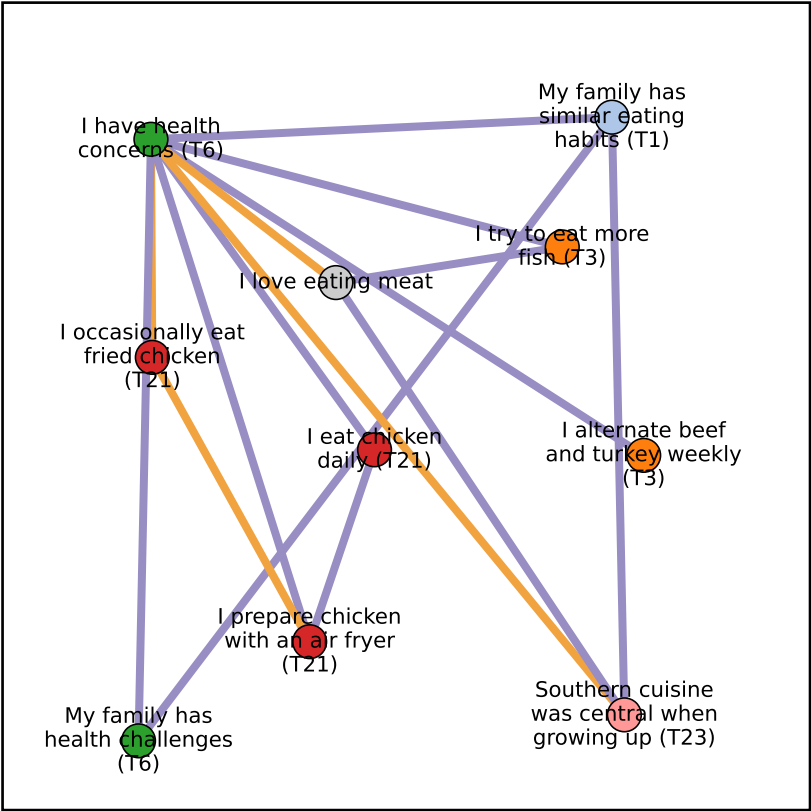 My family has
similar eating
habits (T1)
I have health
concerns (T6)
I try to eat more
fish (T3)
I love eating meat
I occasionally eat
fried chicken
(T21)
I eat chicken
daily (T21)
I alternate beef
and turkey weekly
(T3)
I prepare chicken
with an air fryer
(T21)
Southern cuisine
was central when
growing up (T23)
My family has
health challenges
(T6)